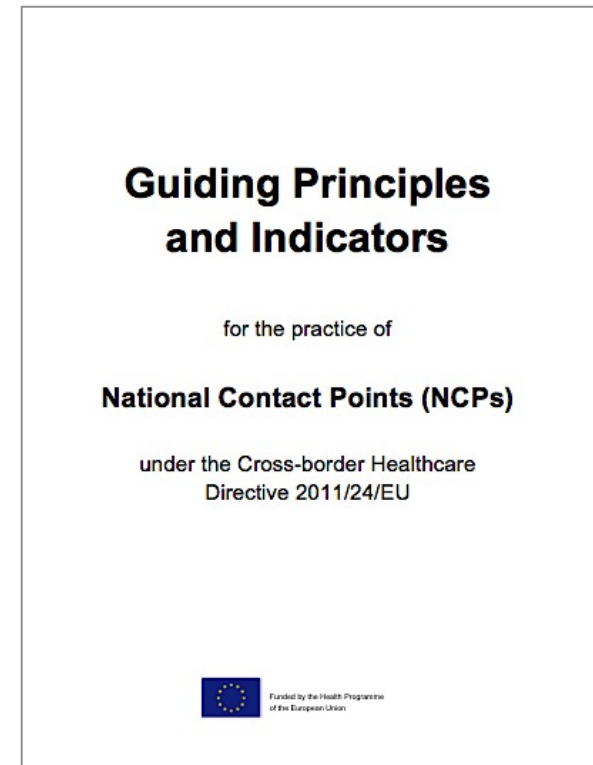 Guiding Principles
and Indicators
for the practice of
National Contact Points (NCPs)
under the Cross-border Healthcare
Directive 2011/24/EU
Funded by the Health Programme
of the European Union